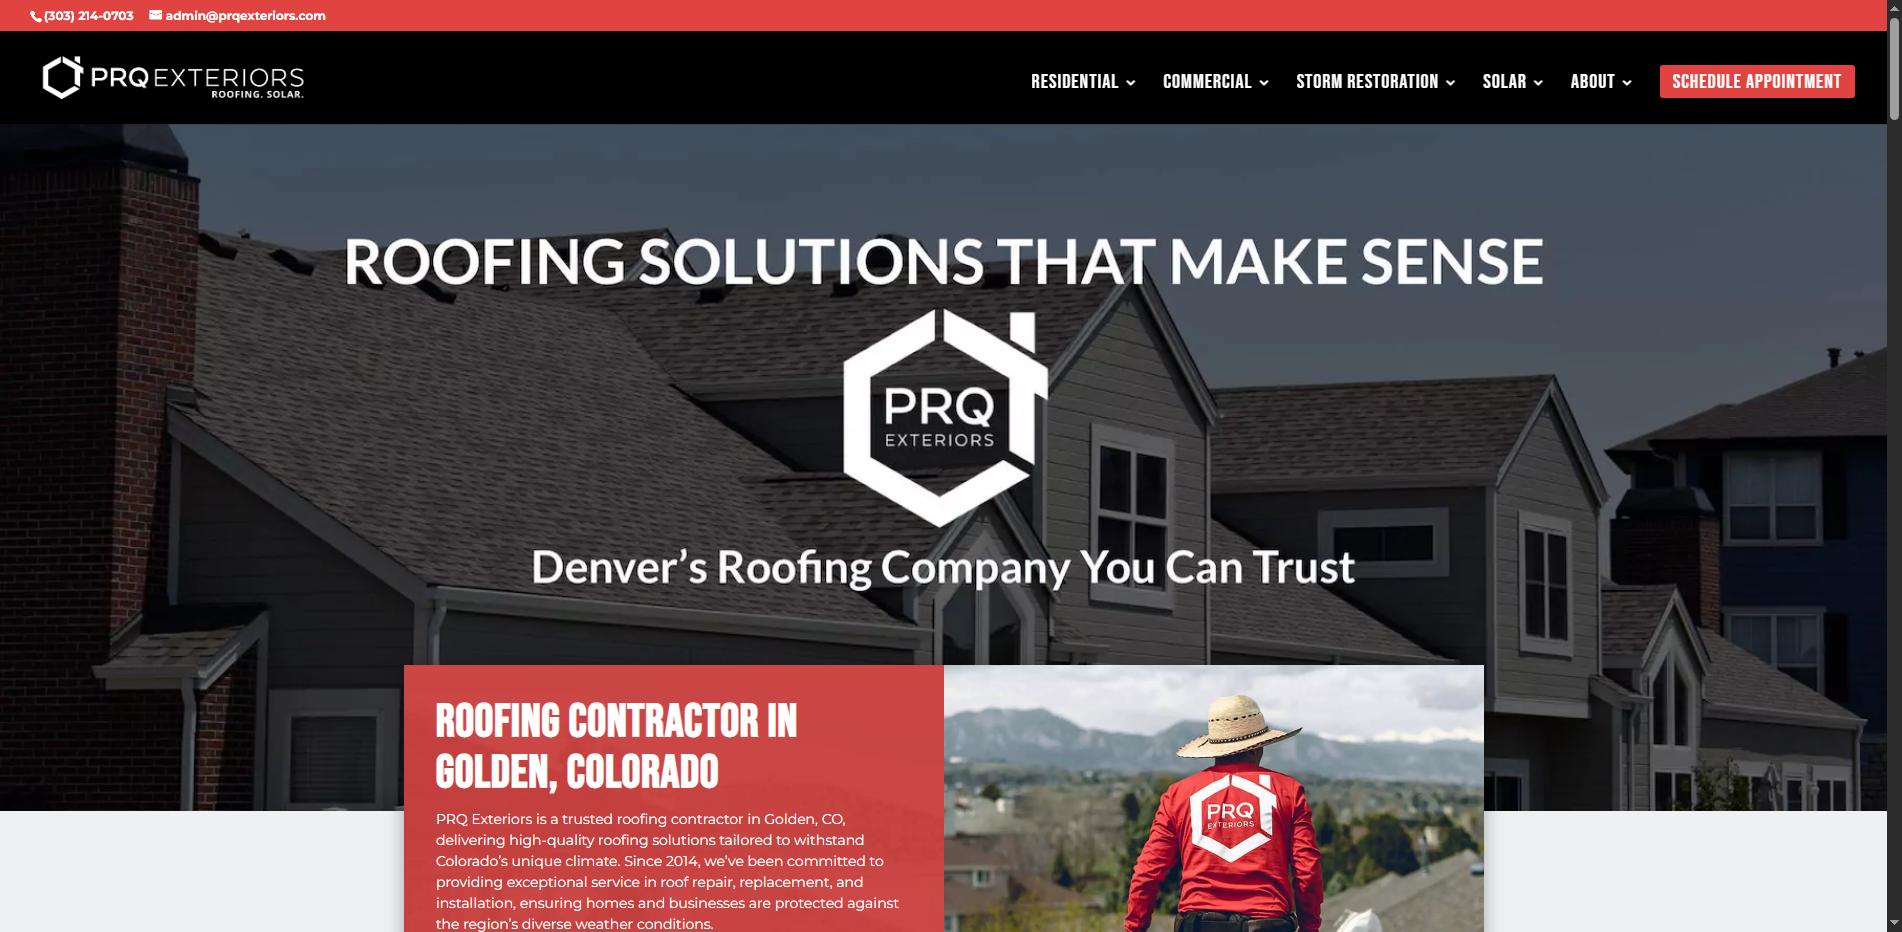 (303) 214-0703 admin@prqexteriors.com
PRQ EXTERIORS
ROOFING. SOLAR.
RESIDENTIAL COMMERCIAL STORM RESTORATION SOLAR ABOUT SCHEDULE APPOINTMENT
ROOFING SOLUTIONS THAT MAKE SENSE
PRQ
EXTERIORS
Denver’s Roofing Company You Can Trust
ROOFING CONTRACTOR IN
GOLDEN, COLORADO
PRQ Exteriors is a trusted roofing contractor in Golden, CO,
delivering high-quality roofing solutions tailored to withstand
Colorado’s unique climate. Since 2014, we’ve been committed to
providing exceptional service in roof repair, replacement, and
installation, ensuring homes and businesses are protected against
the region’s diverse weather conditions.
PRQ
EXTERIORS